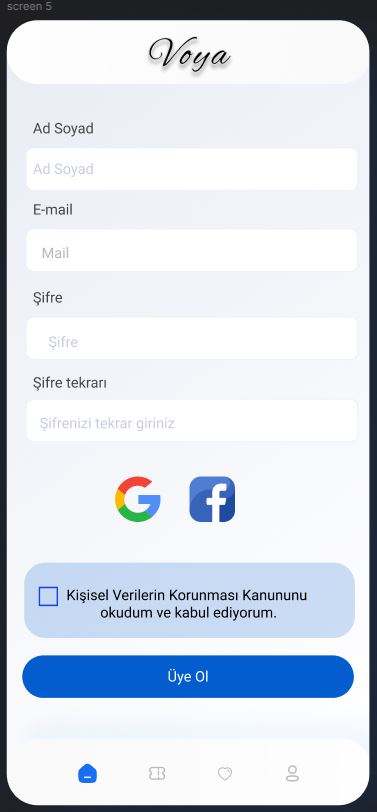 screen 5
Voya
Ad Soyad
Ad Soyad
E-mail
Mail
Şifre
Şifre
Şifre tekrarı
Şifrenizi tekrar giriniz
Kişisel Verilerin Korunması Kanununu
okudum ve kabul ediyorum.
Üye Ol